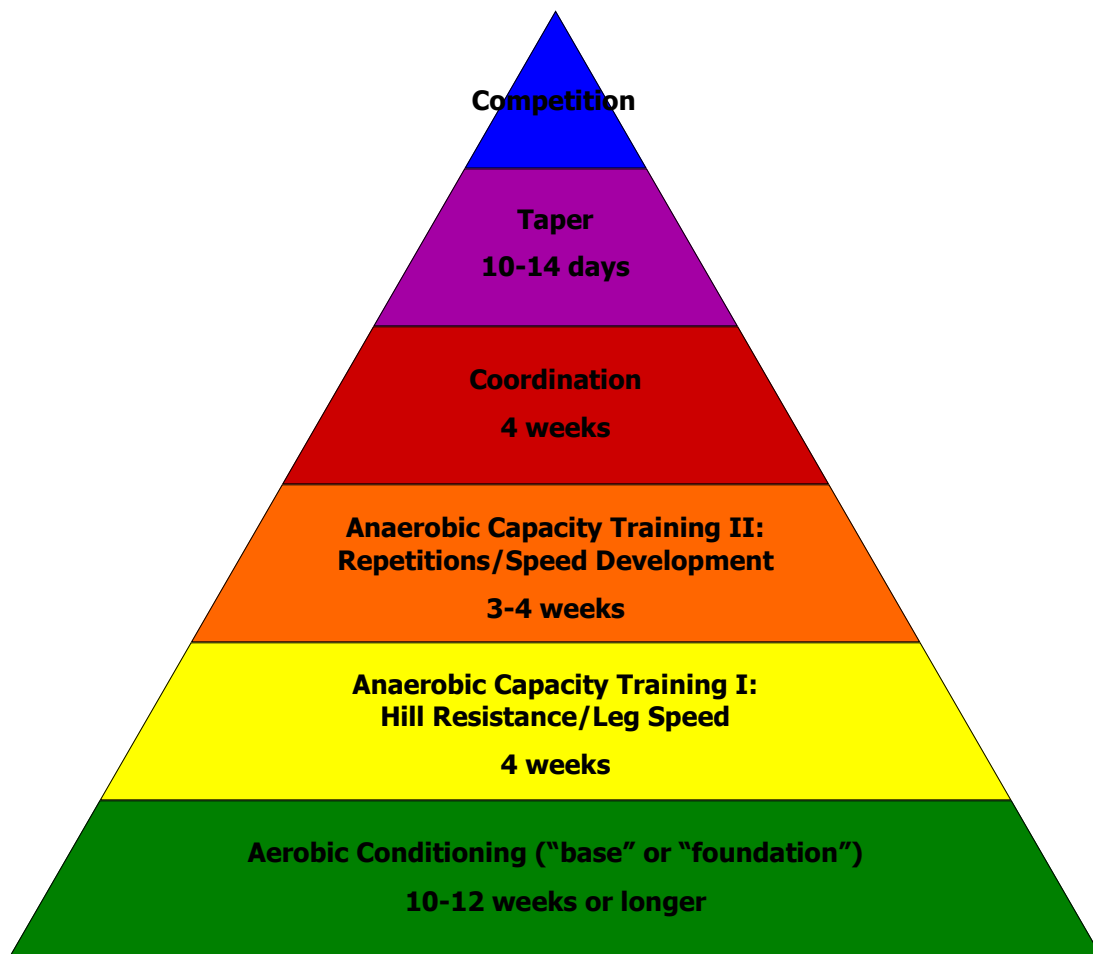 Competition
Taper
10-14 days
Coordination
4 weeks
Anaerobic Capacity Training II:
Repetitions/Speed Development
3-4 weeks
Anaerobic Capacity Training I:
Hill Resistance/Leg Speed
4 weeks
Aerobic Conditioning (“base” or “foundation”)
10-12 weeks or longer